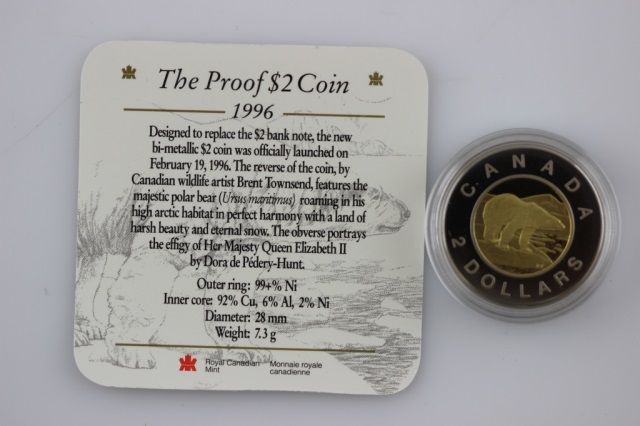 The Proof $2 Coin
1996
Designed to replace the $2 bank note, the new
bi-metallic $2 coin was officially launched on
February 19, 1996. The reverse of the coin, by
Canadian wildlife artist Brent Townsend, features the
majestic polar bear (Ursus maritimus) roaming in his
high arctic habitat in perfect harmony with a land of
harsh beauty and eternal snow. The obverse portrays
the effigy of Her Majesty Queen Elizabeth II
by Dora de Pédery-Hunt.
Outer ring: 99+% Ni
Inner core: 92% Cu, 6% Al, 2% Ni
Diameter: 28 mm
Weight: 7.3 g
Royal Canadian Monnaie royale
Mint canadienne
CANADA
2 DOLLARS